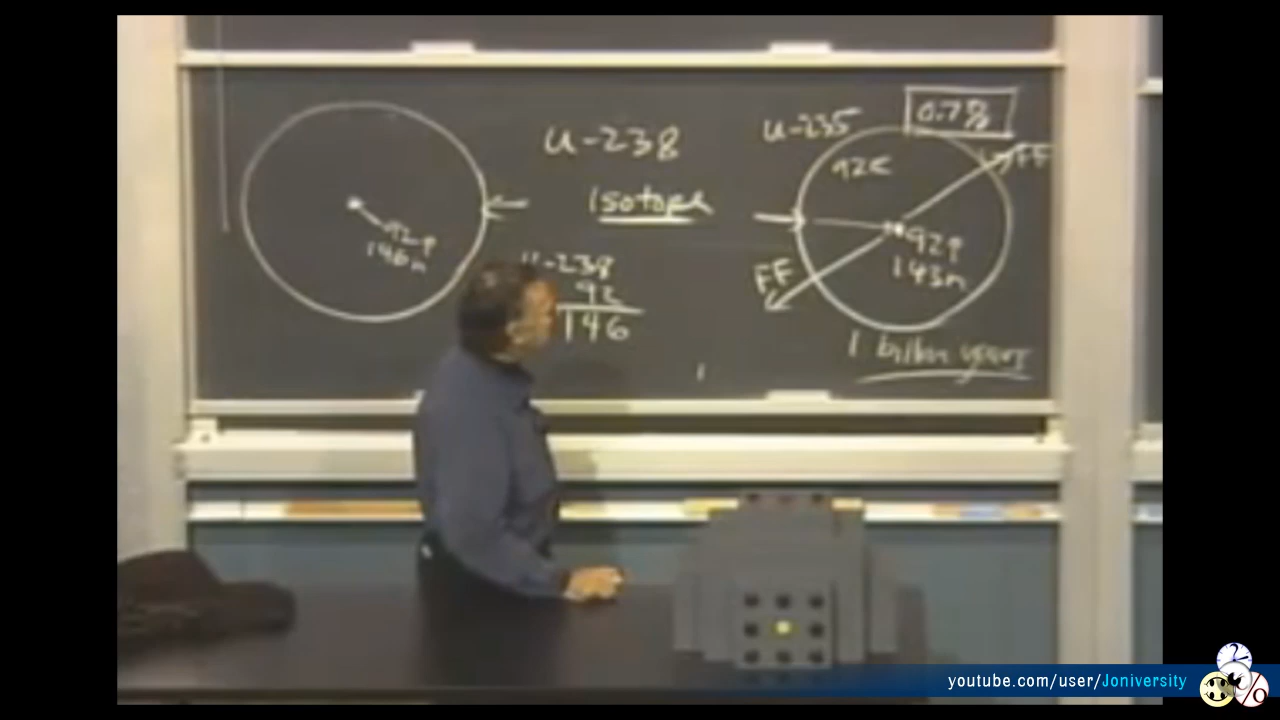 U-238
Isotope
92p
146n
U-238
92
146
U-235
0.7%
92e
FF
92p
143n
FF
1 billion years
youtube.com/user/Joniversity